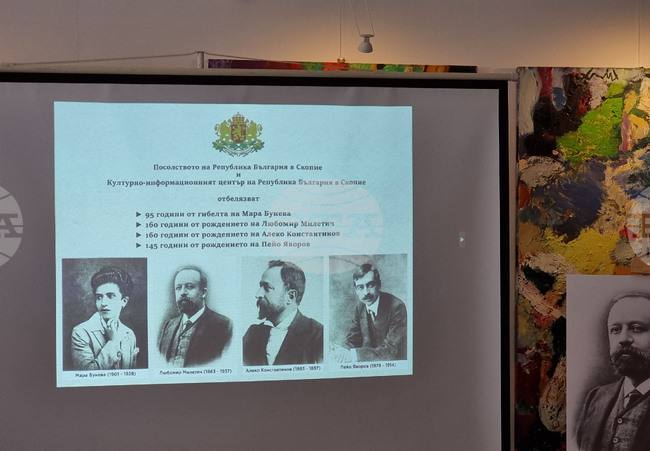 Посолството на Република България в Скопие
и
Културно-информационният център на Република България в Скопие
отбелязват
▶ 95 години от гибелта на Мара Бунева
▶ 160 години от рождението на Любомир Милетич
▶ 160 години от рождението на Алеко Константинов
▶ 145 години от рождението на Пейо Яворов
Мара Бунева (1901 - 1928)
Любомир Милетич (1863 - 1937)
Алеко Константинов (1863 - 1897)
Пейо Яворов (1878 - 1914)